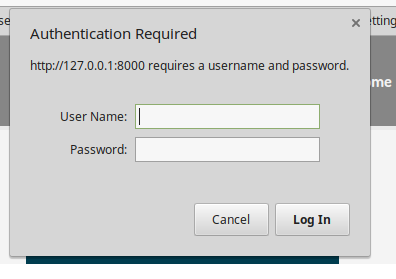 Authentication Required
http://127.0.0.1:8000 requires a username and password.
User Name:
Password:
Cancel
Log In